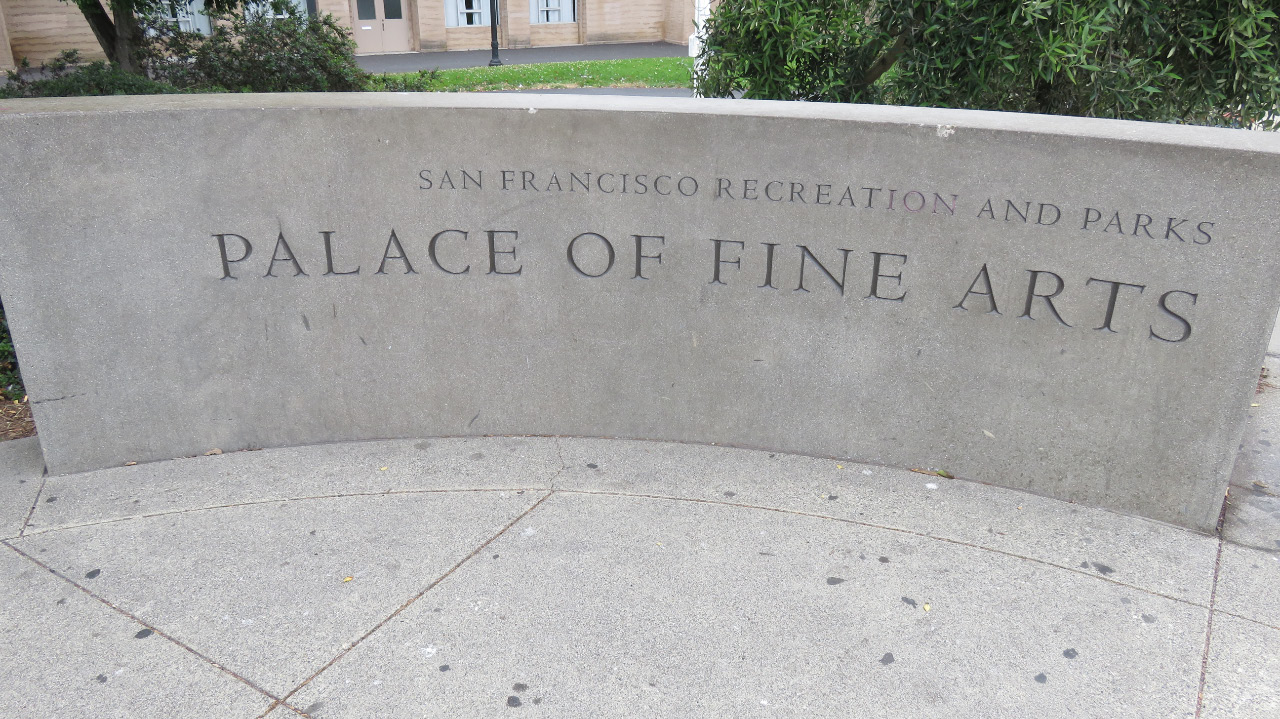 SAN FRANCISCO RECREATION AND PARKS
PALACE OF FINE ARTS